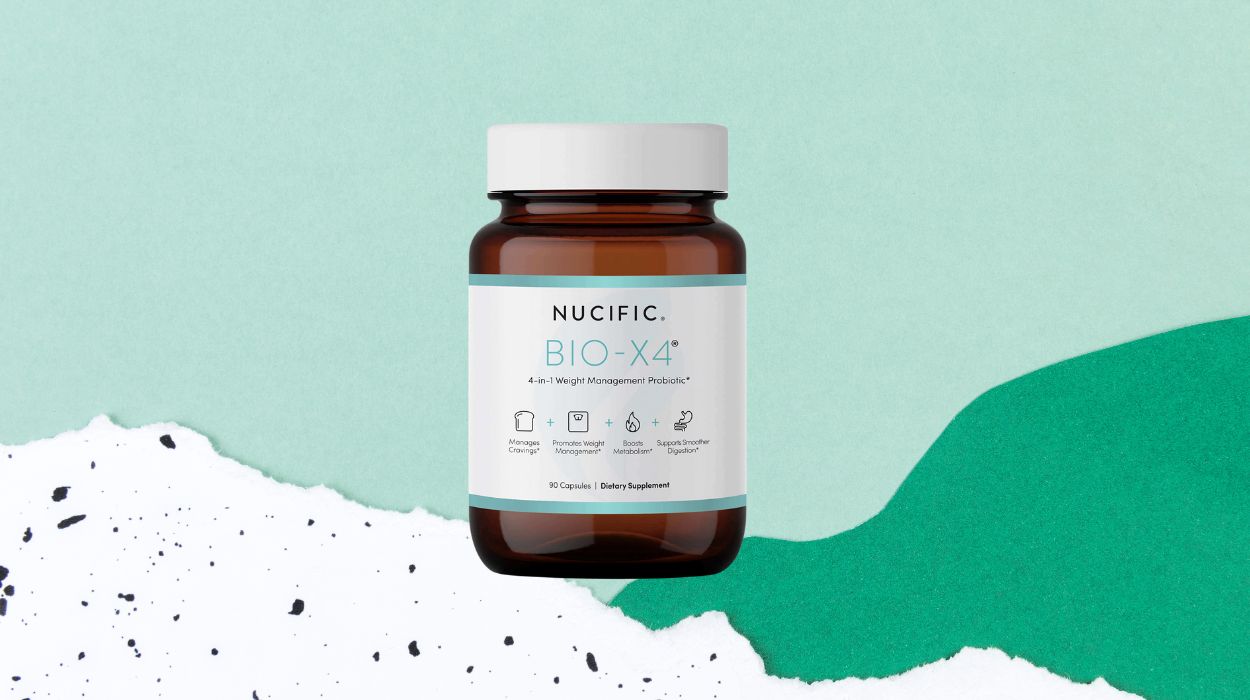 NUCIFIC®
BIO-X4®
4-in-1 Weight Management Probiotic*
+ + +
Manages Cravings*
Promotes Weight Management*
Boosts Metabolism*
Supports Smoother Digestion*
90 Capsules | Dietary Supplement